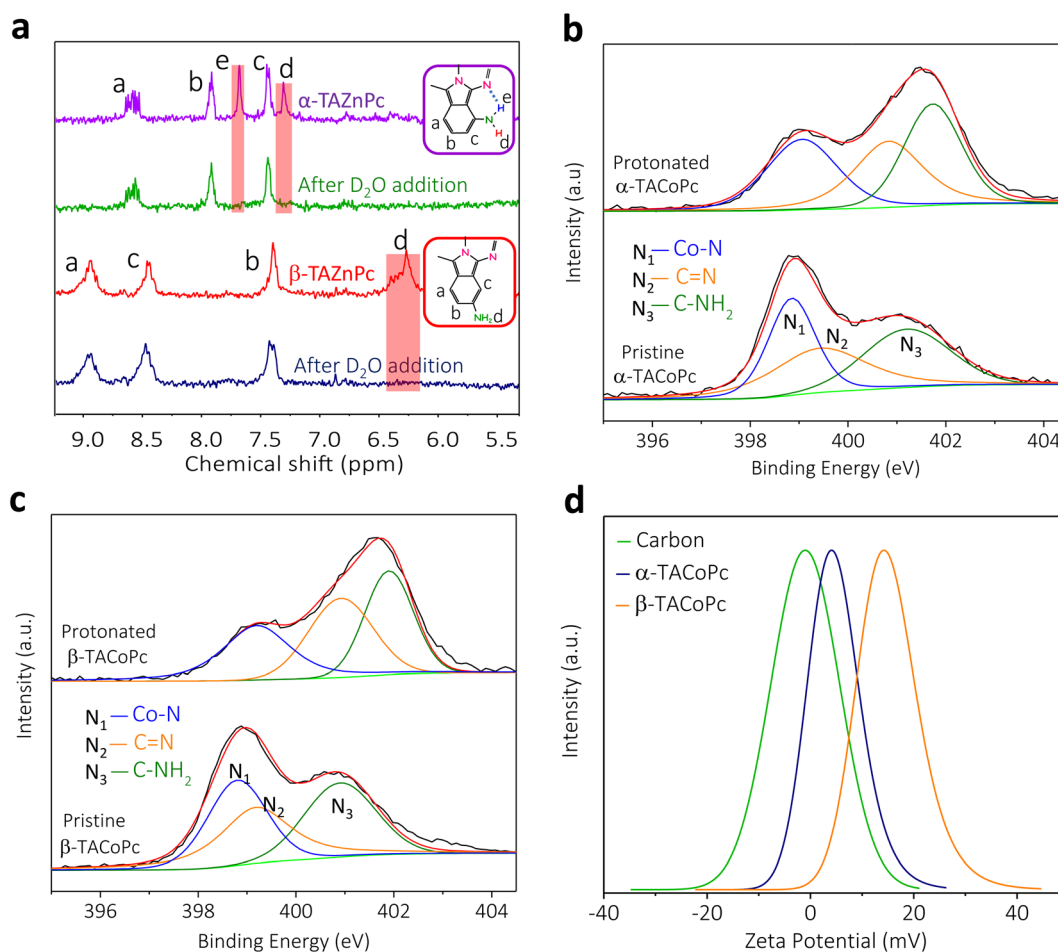 a
a
b
e
c
d
α-TAZnPc
N
N
H
e
N
H
d
a
b
c
After D₂O addition
a
c
b
β-TAZnPc
d
N
N
a
c
b
NH₂
d
After D₂O addition
9.0 8.5 8.0 7.5 7.0 6.5 6.0 5.5
Chemical shift (ppm)
b
Intensity (a.u)
Protonated
α-TACoPc
N₁—Co-N
N₂—C=N
N₃—C-NH₂
N₁
N₂
N₃
Pristine
α-TACoPc
396 398 400 402 404
Binding Energy (eV)
c
Intensity (a.u.)
Protonated
β-TACoPc
N₁—Co-N
N₂—C=N
N₃—C-NH₂
N₁
N₂
N₃
Pristine
β-TACoPc
396 398 400 402 404
Binding Energy (eV)
d
Intensity (a.u.)
Carbon
α-TACoPc
β-TACoPc
-40 -20 0 20 40
Zeta Potential (mV)